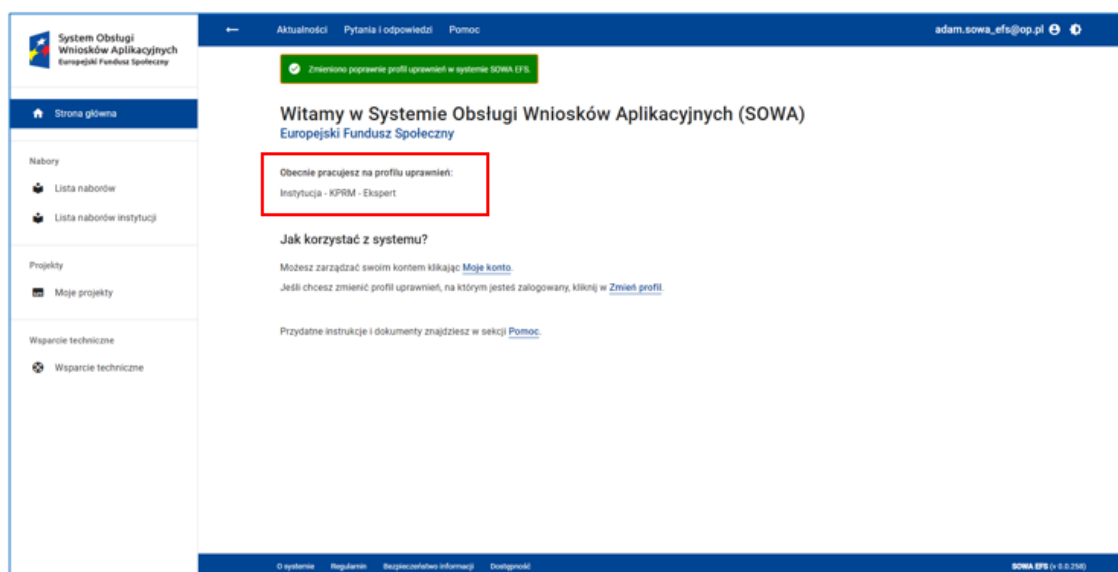 System Obsługi
Wniosków Aplikacyjnych
Europejski Fundusz Społeczny
Aktualności Pytania i odpowiedzi Pomoc
adam.sowa_efs@op.pl
Zmieniono poprawnie profil uprawnień w systemie SOWA EFS.
Strona główna
Witamy w Systemie Obsługi Wniosków Aplikacyjnych (SOWA)
Europejski Fundusz Społeczny
Nabory
Lista naborów
Lista naborów instytucji
Obecnie pracujesz na profilu uprawnień:
Instytucja - KPRM - Ekspert
Projekty
Moje projekty
Jak korzystać z systemu?
Możesz zarządzać swoim kontem klikając Moje konto.
Jeśli chcesz zmienić profil uprawnień, na którym jesteś zalogowany, kliknij w Zmień profil.
Przydatne instrukcje i dokumenty znajdziesz w sekcji Pomoc.
Wsparcie techniczne
Wsparcie techniczne
O systemie Regulamin Bezpieczeństwo informacji Dostępność
SOWA EFS (v 0.0.258)